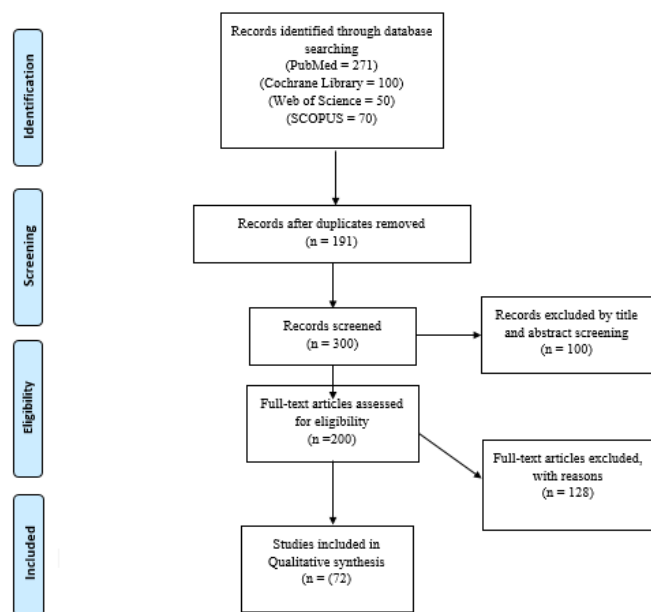 Identification
Records identified through database
searching
(PubMed = 271)
(Cochrane Library = 100)
(Web of Science = 50)
(SCOPUS = 70)
Screening
Records after duplicates removed
(n = 191)
Records screened
(n = 300)
Records excluded by title
and abstract screening
(n = 100)
Eligibility
Full-text articles assessed
for eligibility
(n =200)
Full-text articles excluded,
with reasons
(n = 128)
Included
Studies included in
Qualitative synthesis
n = (72)